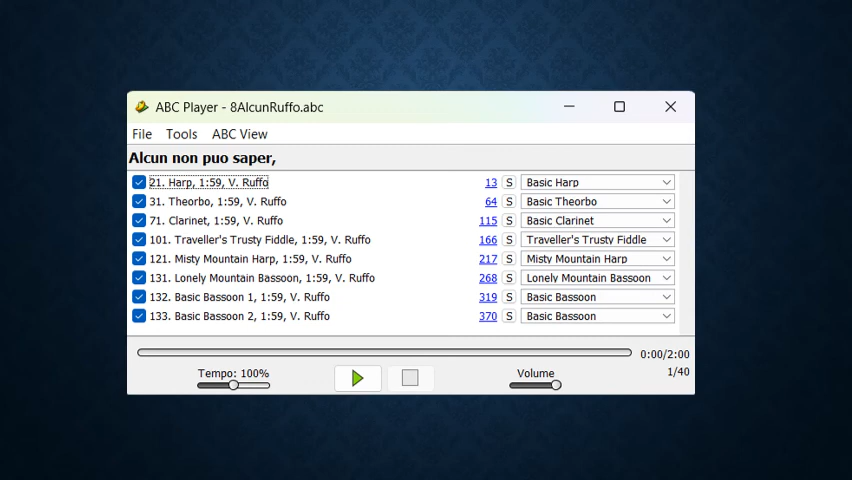 ABC Player - 8AlcunRuffo.abc
File Tools ABC View
Alcun non puo saper,
21. Harp, 1:59, V. Ruffo 13 S Basic Harp
31. Theorbo, 1:59, V. Ruffo 64 S Basic Theorbo
71. Clarinet, 1:59, V. Ruffo 115 S Basic Clarinet
101. Traveller's Trusty Fiddle, 1:59, V. Ruffo 166 S Traveller's Trusty Fiddle
121. Misty Mountain Harp, 1:59, V. Ruffo 217 S Misty Mountain Harp
131. Lonely Mountain Bassoon, 1:59, V. Ruffo 268 S Lonely Mountain Bassoon
132. Basic Bassoon 1, 1:59, V. Ruffo 319 S Basic Bassoon
133. Basic Bassoon 2, 1:59, V. Ruffo 370 S Basic Bassoon
0:00/2:00
Tempo: 100% Volume 1/40